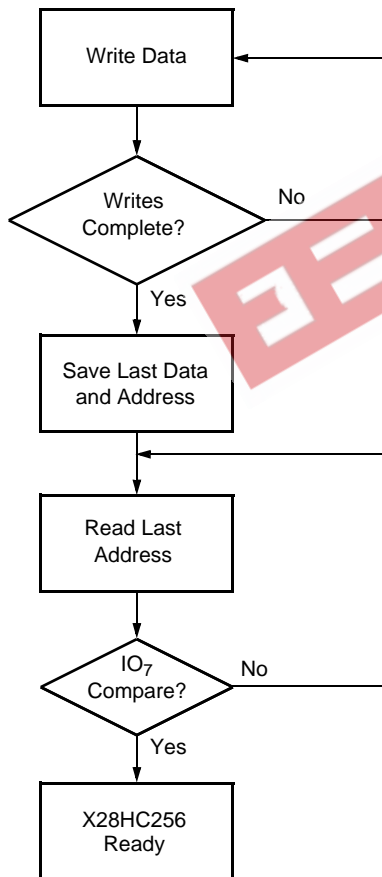 Write Data
Writes
Complete?
No
Yes
Save Last Data
and Address
Read Last
Address
IO7
Compare?
No
Yes
X28HC256
Ready